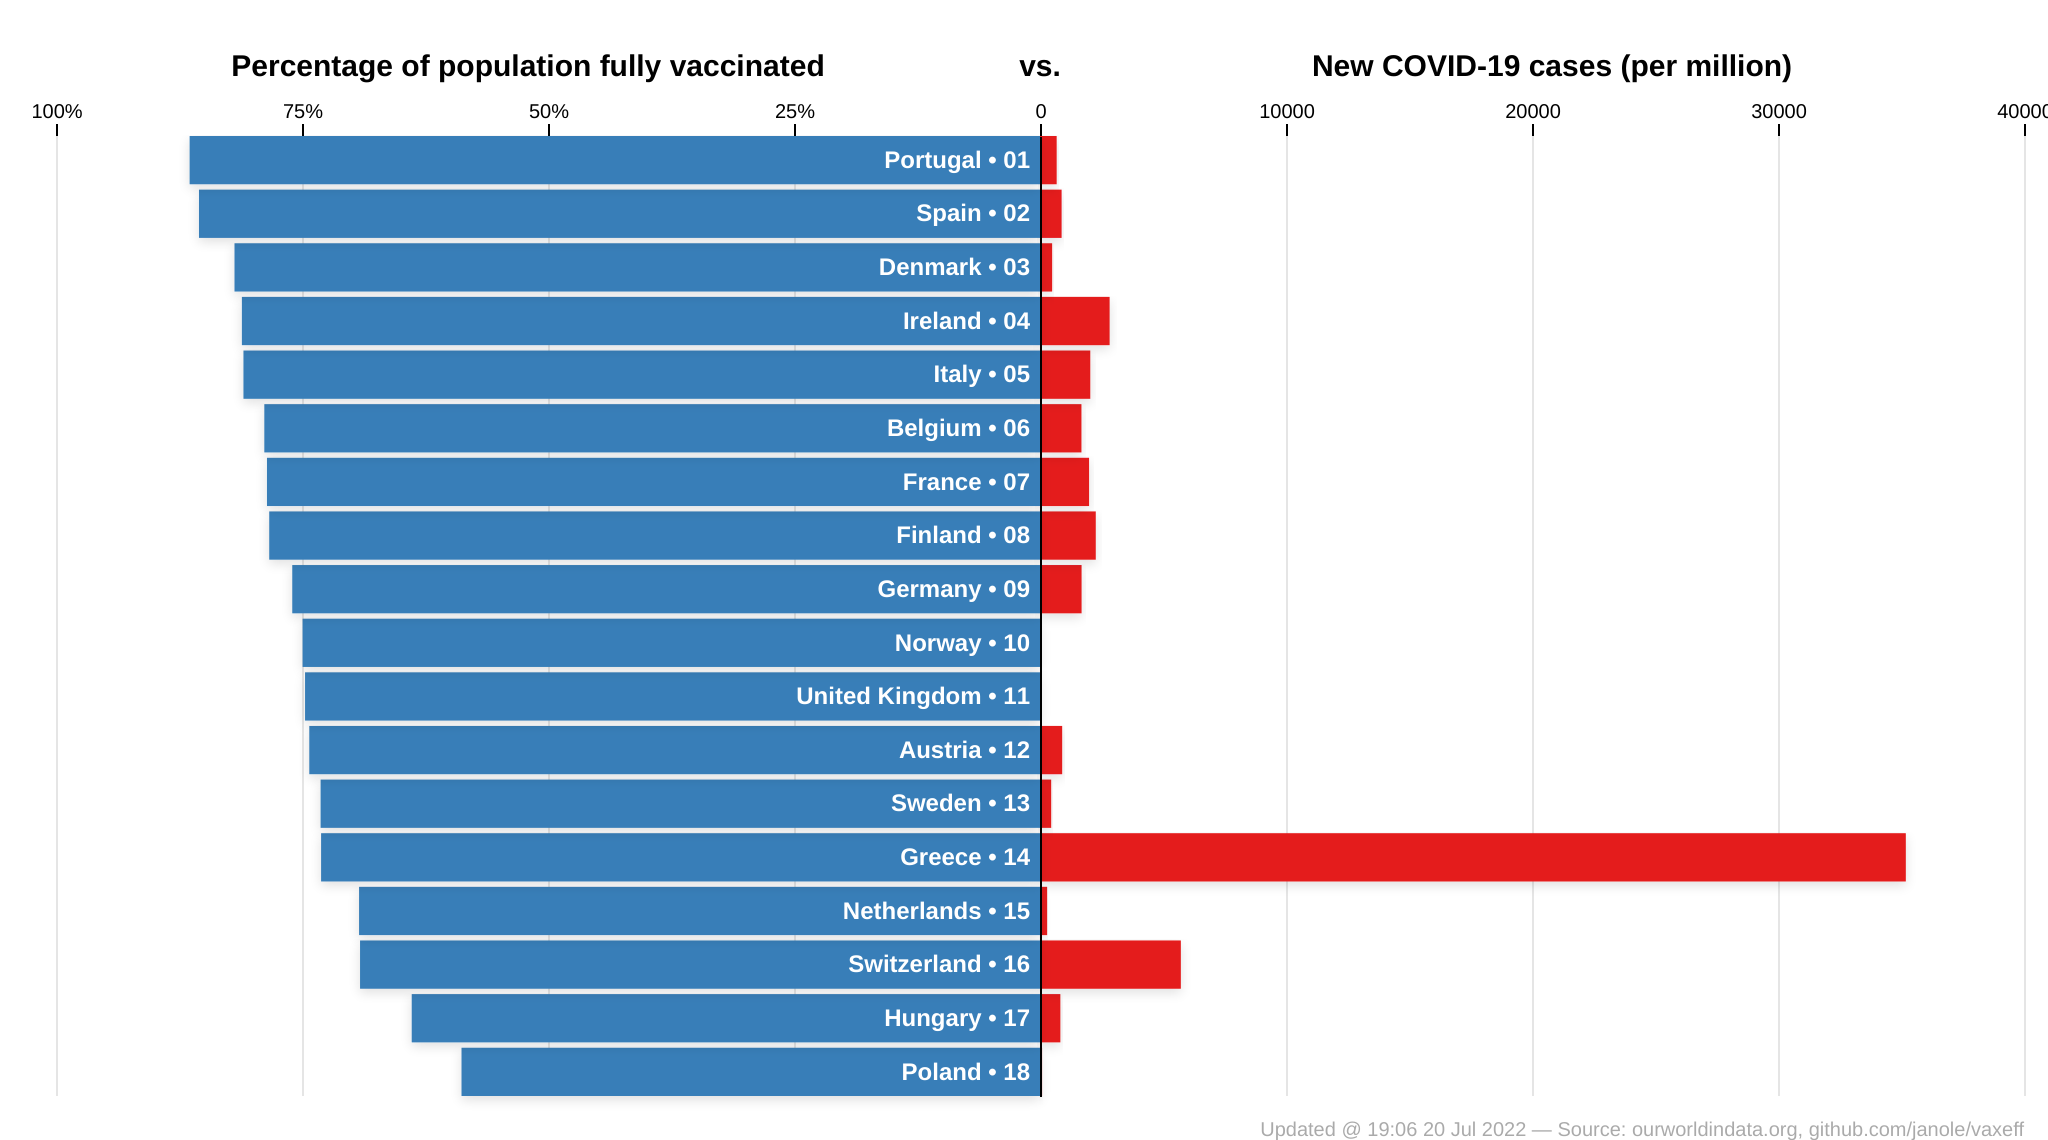 Percentage of population fully vaccinated vs. New COVID-19 cases (per million)
100% 75% 50% 25% 0 10000 20000 30000 40000
Portugal • 01
Spain • 02
Denmark • 03
Ireland • 04
Italy • 05
Belgium • 06
France • 07
Finland • 08
Germany • 09
Norway • 10
United Kingdom • 11
Austria • 12
Sweden • 13
Greece • 14
Netherlands • 15
Switzerland • 16
Hungary • 17
Poland • 18
Updated @ 19:06 20 Jul 2022 — Source: ourworldindata.org, github.com/janole/vaxeff